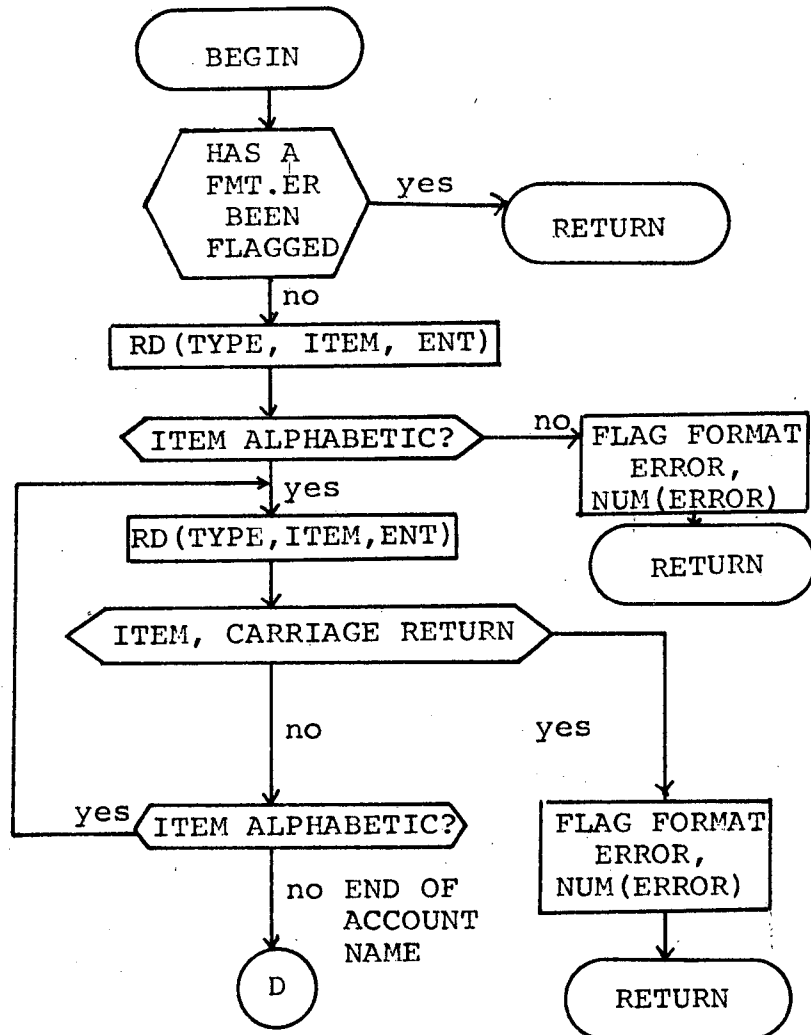 BEGIN
HAS A
FMT.ER
BEEN
FLAGGED
yes
RETURN
no
RD(TYPE, ITEM, ENT)
ITEM ALPHABETIC?
no
FLAG FORMAT
ERROR,
NUM(ERROR)
yes
RETURN
RD(TYPE,ITEM,ENT)
ITEM, CARRIAGE RETURN
no
yes
yes
ITEM ALPHABETIC?
FLAG FORMAT
ERROR,
NUM(ERROR)
no END OF
ACCOUNT
NAME
D
RETURN